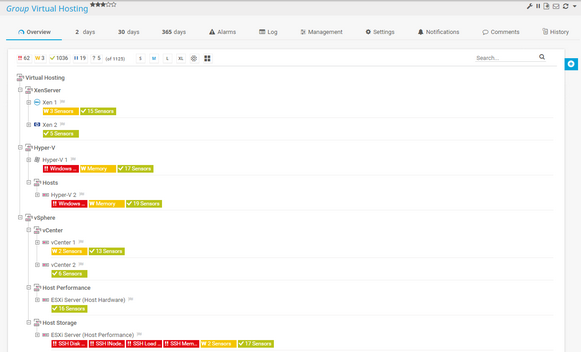 Group Virtual Hosting
Overview 2 days 30 days 365 days Alarms Log Management Settings Notifications Comments History
!! 62 W 3 1036 19 ? 5 (of 1125) S M L XL Search...
Virtual Hosting
XenServer
Xen 1
W 3 Sensors 15 Sensors
Xen 2
5 Sensors
Hyper-V
Hyper-V 1
!! Windows ... W Memory 17 Sensors
Hosts
Hyper-V 2
!! Windows ... W Memory 19 Sensors
vSphere
vCenter
vCenter 1
W 2 Sensors 13 Sensors
vCenter 2
8 Sensors
Host Performance
ESXi Server (Host Hardware)
16 Sensors
Host Storage
ESXi Server (Host Performance)
!! SSH Disk ... !! SSH INode.. !! SSH Load ... !! SSH Mem... W 2 Sensors 17 Sensors